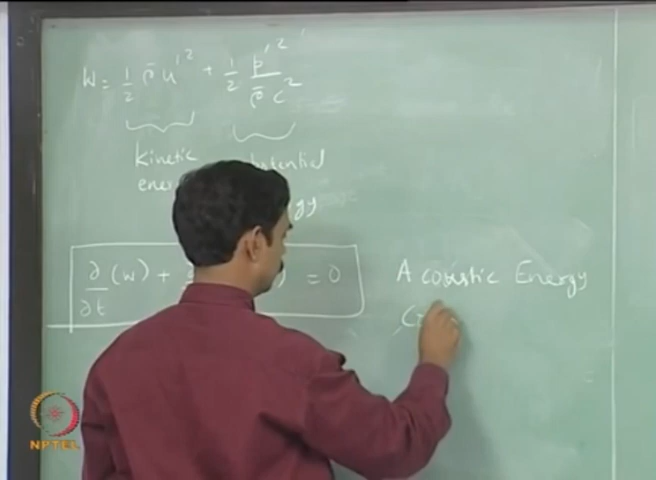 W = 1/2 ρ̄ u'² + 1/2 p'²/ρ̄ c²
kinetic potential
∂/∂t (W) + = 0
Acoustic Energy
NPTEL